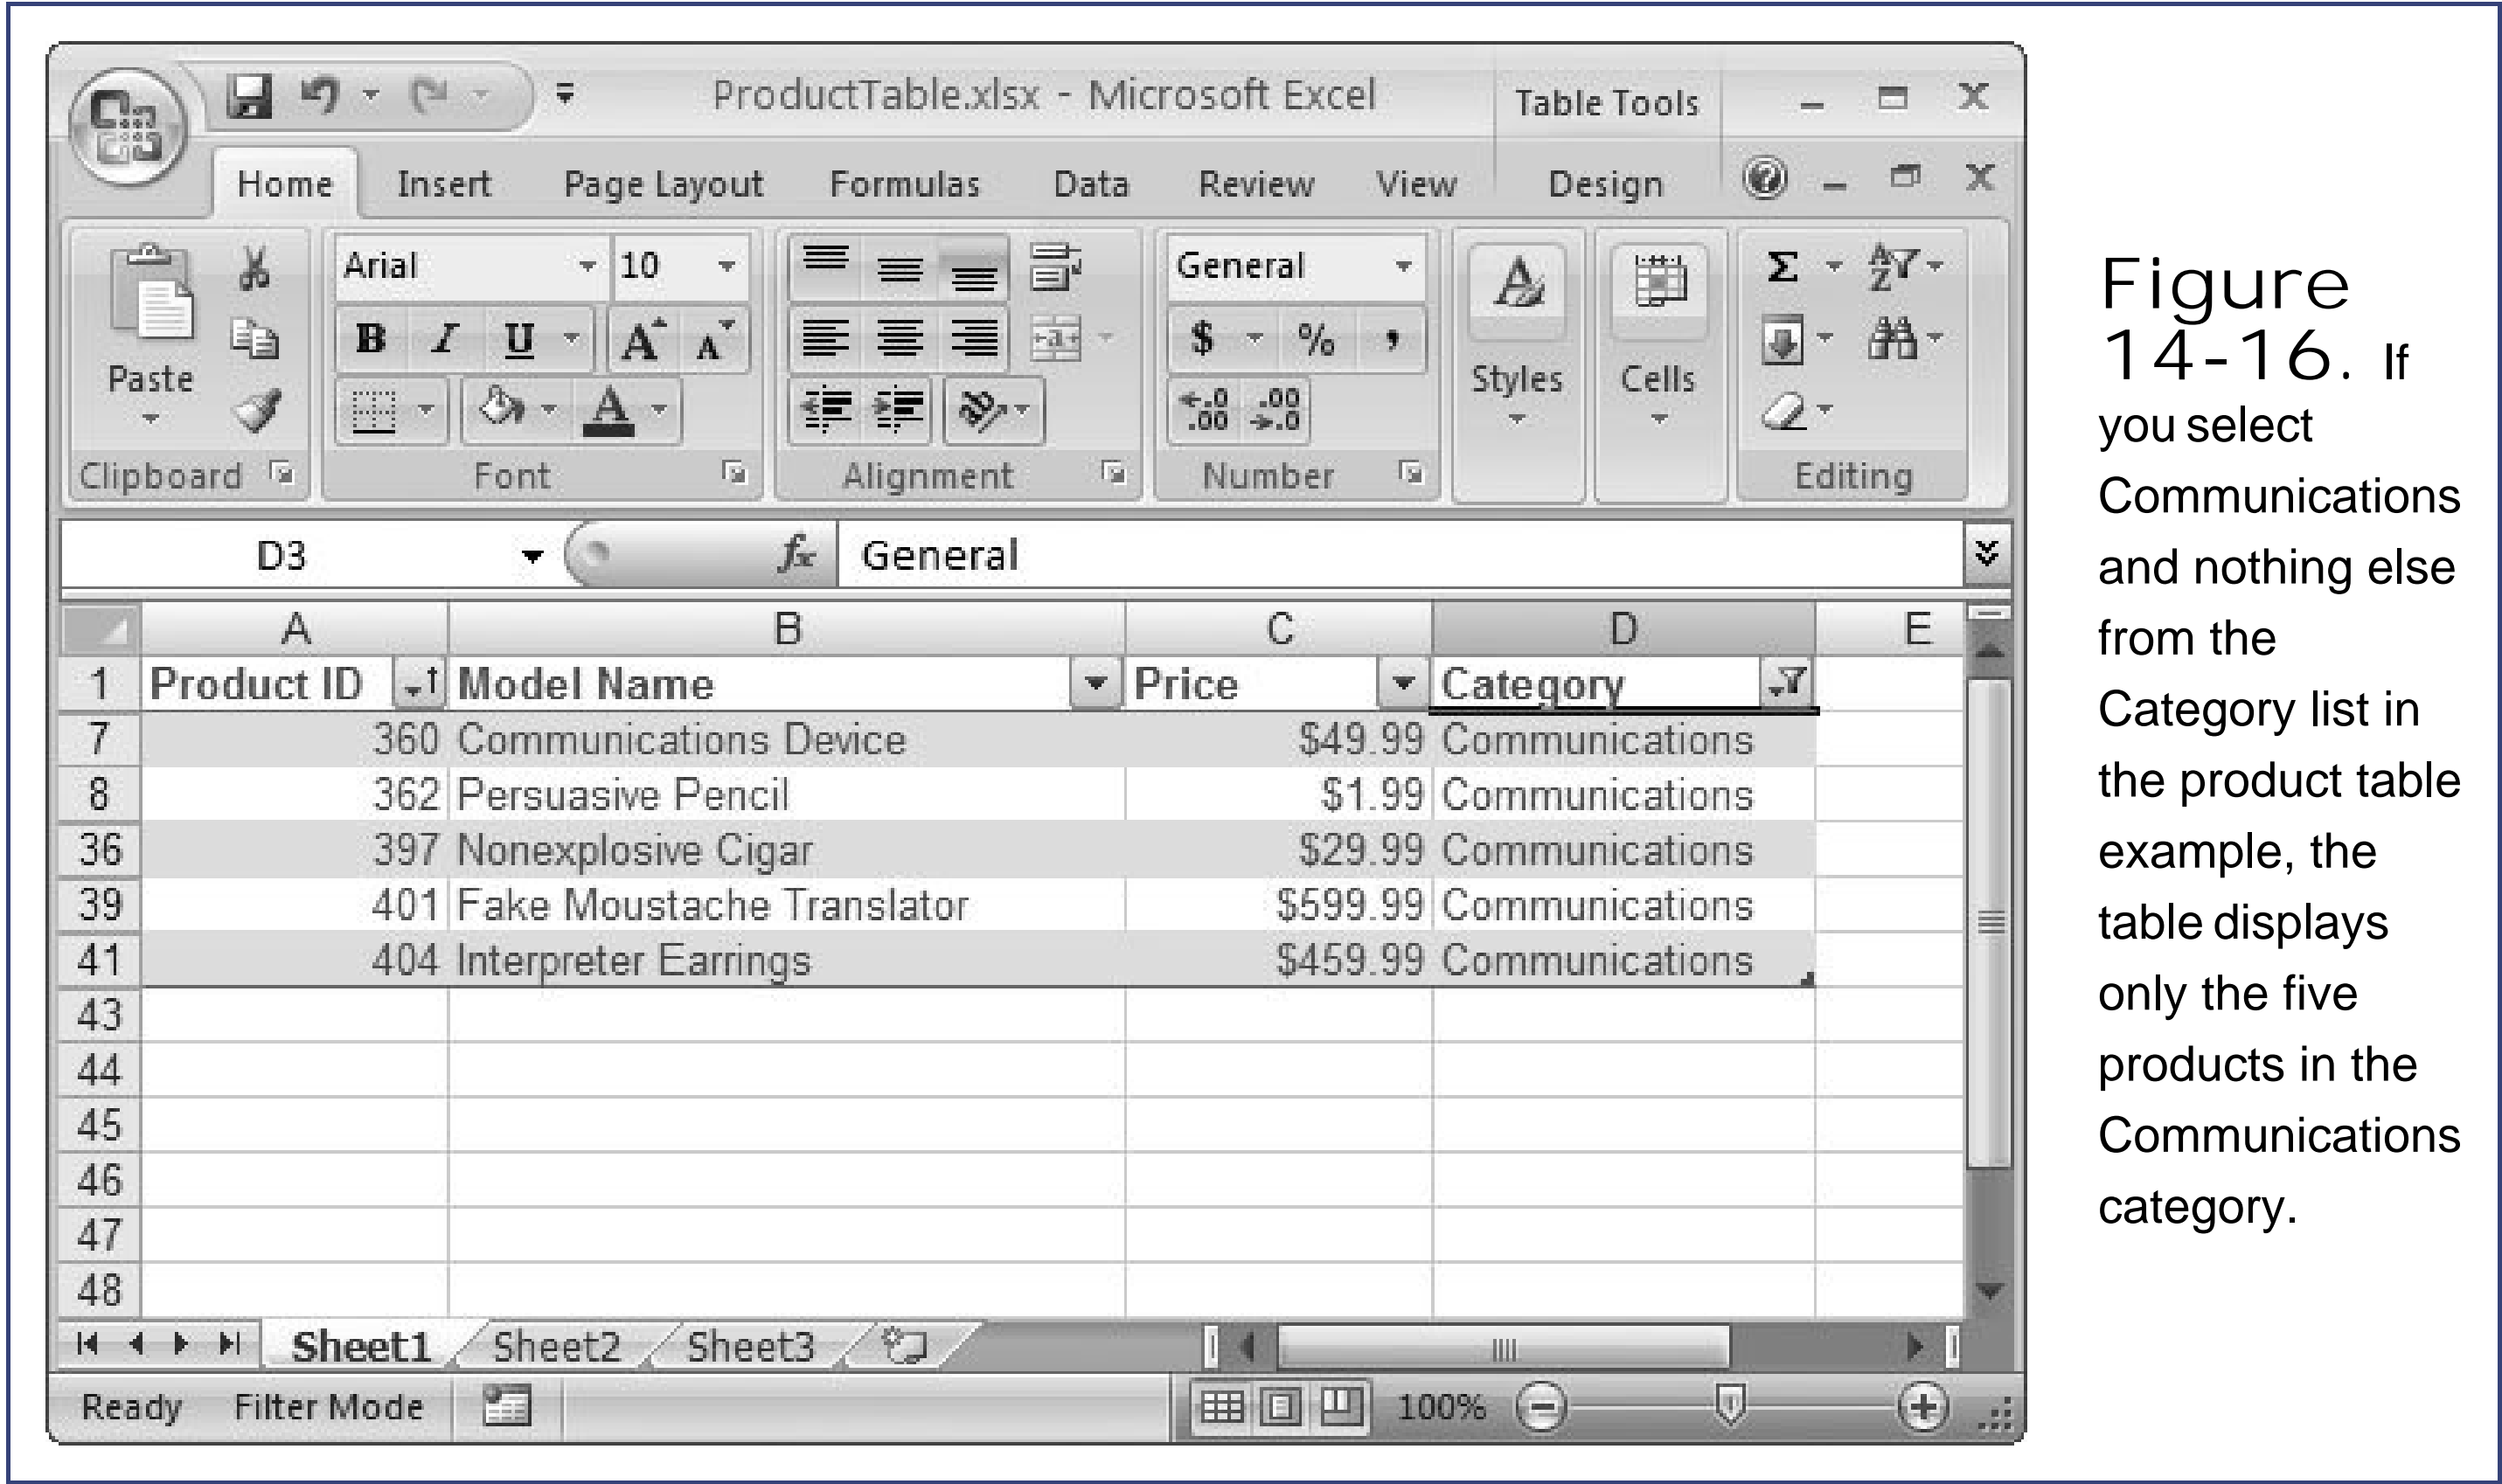 ProductTable.xlsx - Microsoft Excel Table Tools
Home Insert Page Layout Formulas Data Review View Design
Paste
Clipboard
Arial 10
B I U A A
A
Font
Alignment
General
$ % ,
.0 .00
.00 .0
Number
A
Styles
Cells
Σ A Z
Editing
D3 fx General
A B C D E
1 Product ID Model Name Price Category
7 360 Communications Device $49.99 Communications
8 362 Persuasive Pencil $1.99 Communications
36 397 Nonexplosive Cigar $29.99 Communications
39 401 Fake Moustache Translator $599.99 Communications
41 404 Interpreter Earrings $459.99 Communications
43
44
45
46
47
48
Sheet1 Sheet2 Sheet3
Ready Filter Mode 100%
Figure
14-16. If
you select
Communications
and nothing else
from the
Category list in
the product table
example, the
table displays
only the five
products in the
Communications
category.